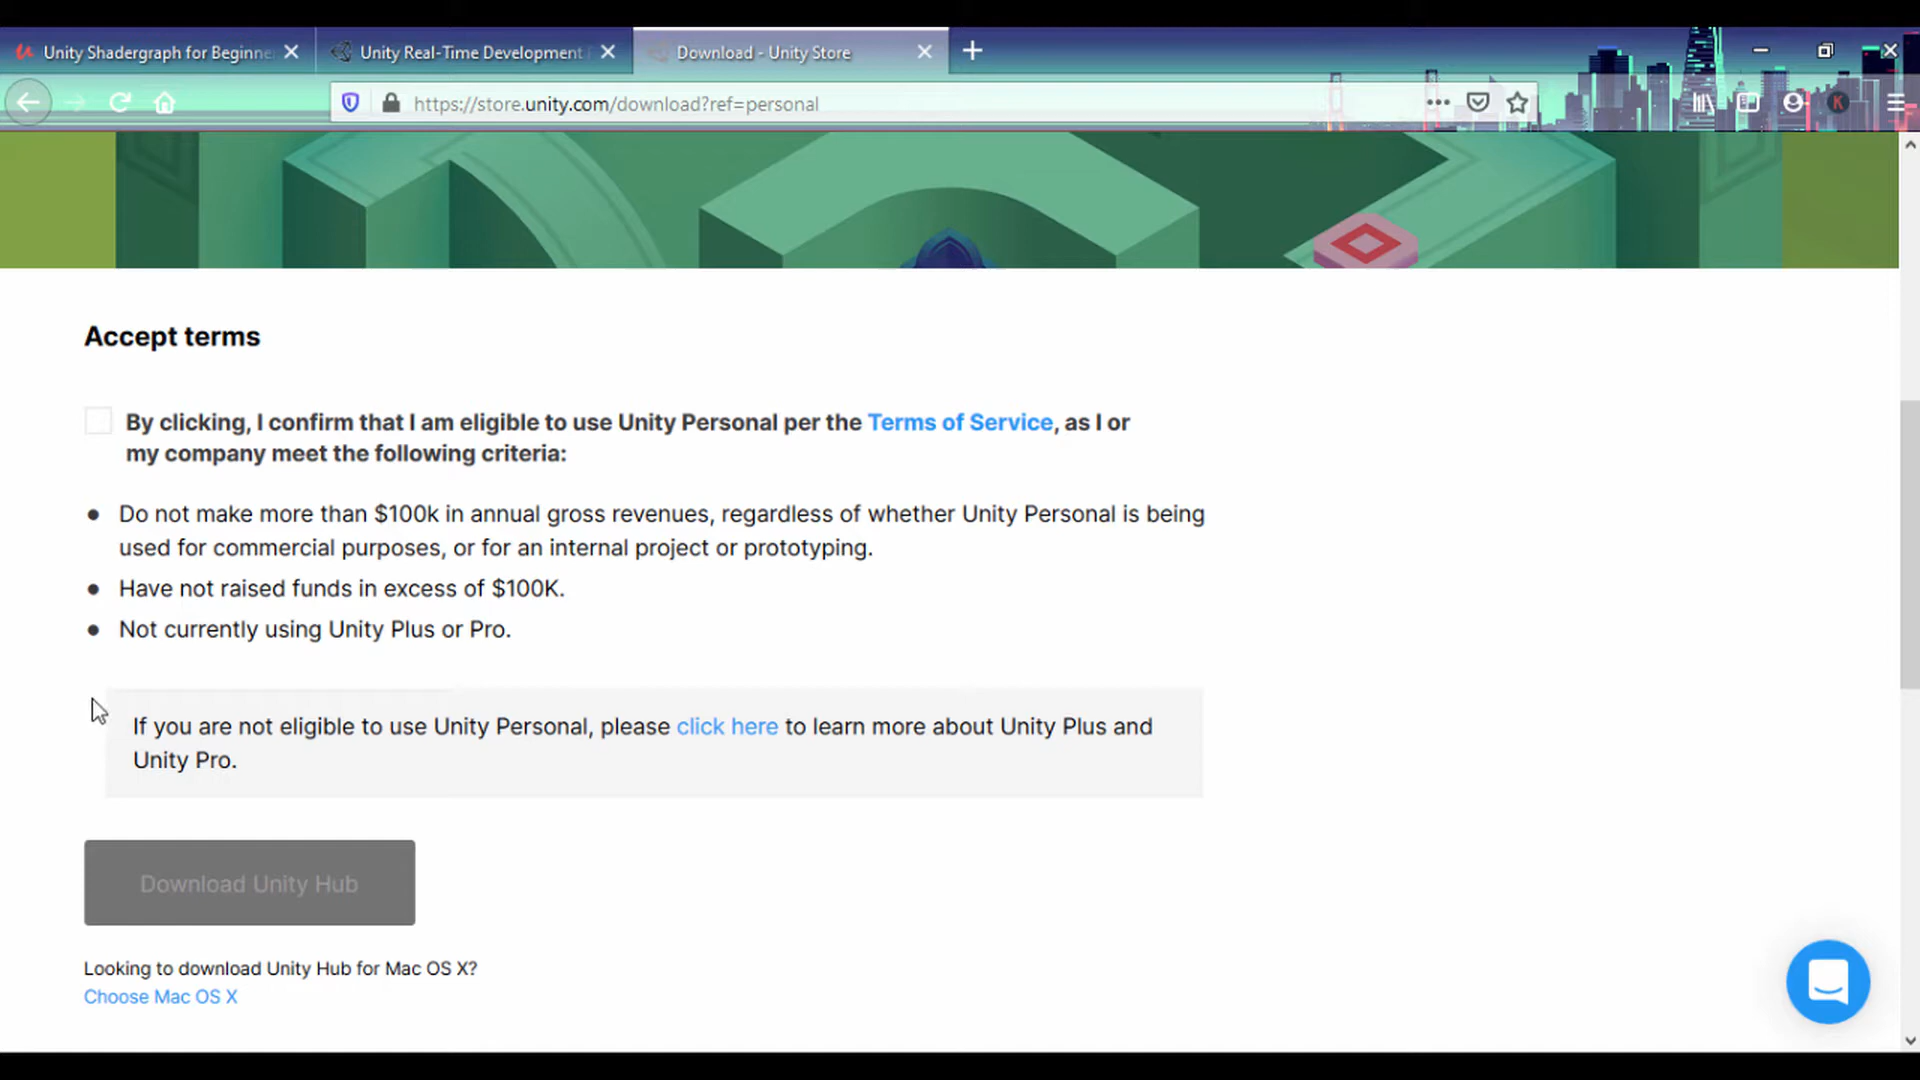 Unity Shadergraph for Beginne
Unity Real-Time Development
Download - Unity Store
https://store.unity.com/download?ref=personal
K
Accept terms
By clicking, I confirm that I am eligible to use Unity Personal per the Terms of Service, as I or
my company meet the following criteria:
● Do not make more than $100k in annual gross revenues, regardless of whether Unity Personal is being
used for commercial purposes, or for an internal project or prototyping.
● Have not raised funds in excess of $100K.
● Not currently using Unity Plus or Pro.
If you are not eligible to use Unity Personal, please click here to learn more about Unity Plus and
Unity Pro.
Download Unity Hub
Looking to download Unity Hub for Mac OS X?
Choose Mac OS X